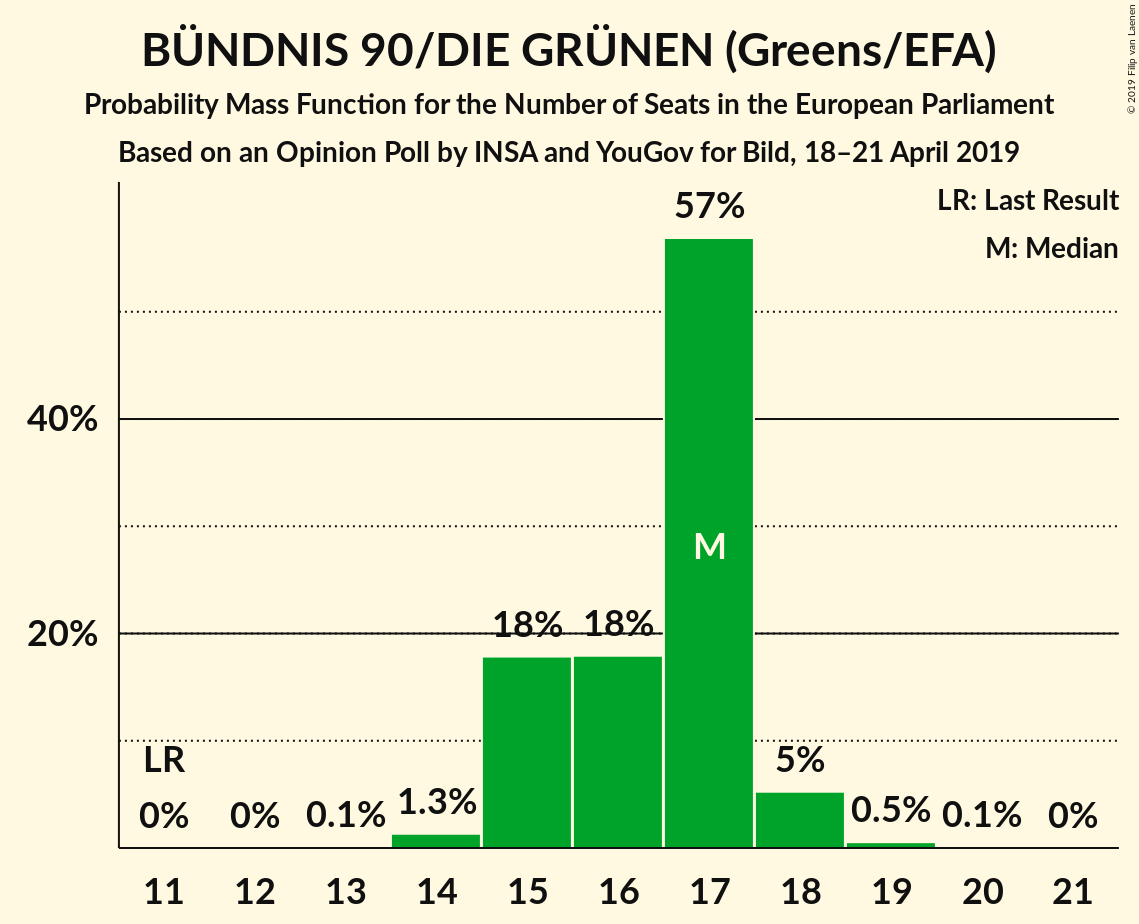 BÜNDNIS 90/DIE GRÜNEN (Greens/EFA)
Probability Mass Function for the Number of Seats in the European Parliament
Based on an Opinion Poll by INSA and YouGov for Bild, 18–21 April 2019
© 2019 Filip van Laenen
LR: Last Result
M: Median
57%
40%
M
18% 18%
20%
LR
5%
0% 0% 0.1% 1.3% 0.5% 0.1% 0%
11 12 13 14 15 16 17 18 19 20 21